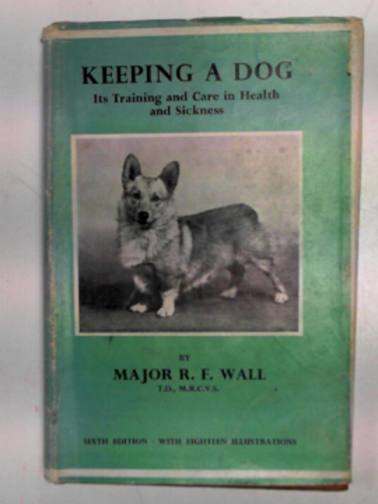 KEEPING A DOG
Its Training and Care in Health
and Sickness
BY
MAJOR R. F. WALL
T.D., M.R.C.V.S.
SIXTH EDITION · WITH EIGHTEEN ILLUSTRATIONS